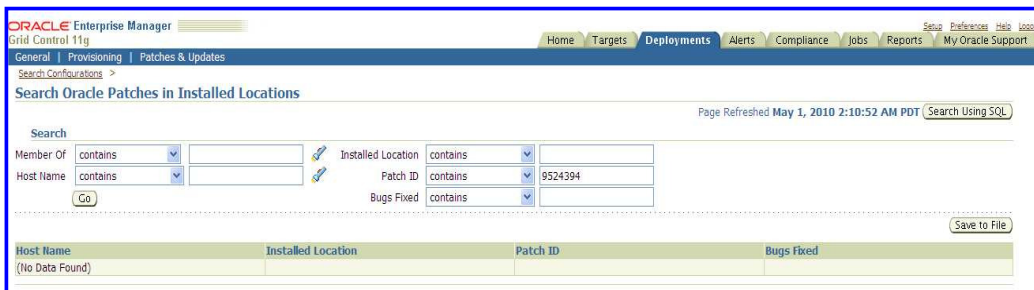 ORACLE Enterprise Manager
Grid Control 11g
Setup Preferences Help
Home Targets Deployments Alerts Compliance Jobs Reports My Oracle Support
General | Provisioning | Patches & Updates
Search Configurations >
Search Oracle Patches in Installed Locations
Page Refreshed May 1, 2010 2:10:52 AM PDT Search Using SQL
Search
Member Of contains Installed Location contains
Host Name contains Patch ID contains 9524394
Go Bugs Fixed contains
Save to File
Host Name Installed Location Patch ID Bugs Fixed
(No Data Found)